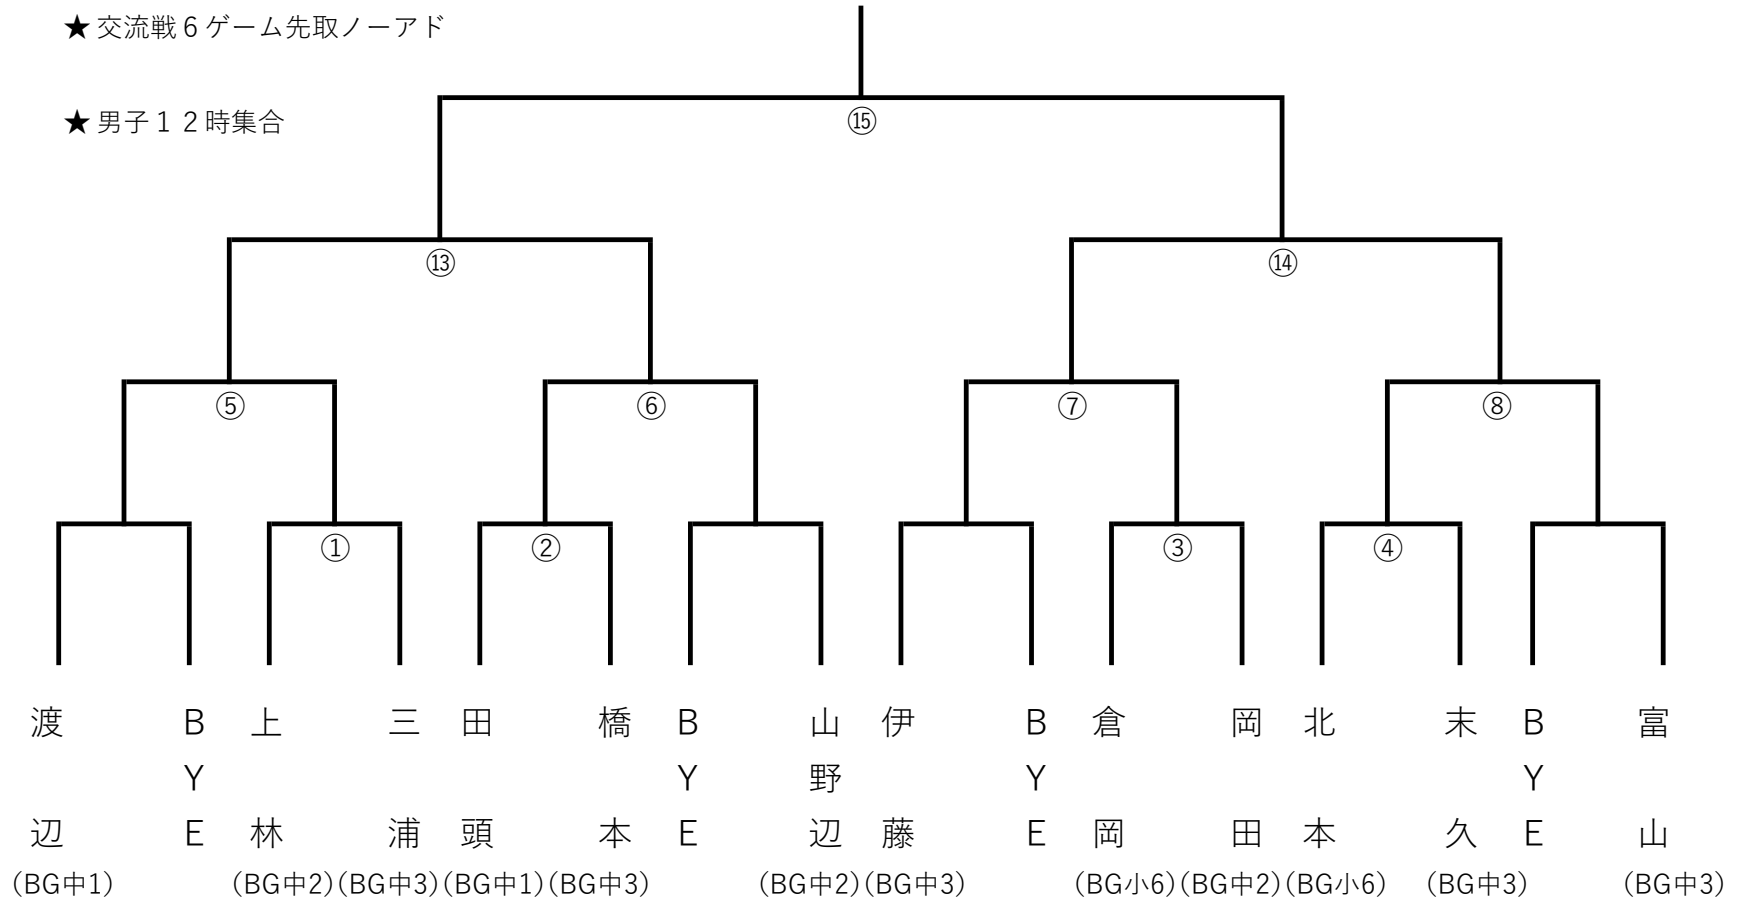 ★ 交流戦６ゲーム先取ノーアド
★ 男子１２時集合
⑮
⑬
⑭
⑤
⑥
⑦
⑧
①
②
③
④
渡辺
BYE
上林
三浦
田頭
橋本
BYE
山野辺
伊藤
BYE
倉岡
岡田
北本
末久
BYE
富山
(BG中1)
(BG中2)
(BG中3)
(BG中1)
(BG中3)
(BG中2)
(BG中3)
(BG小6)
(BG中2)
(BG小6)
(BG中3)
(BG中3)